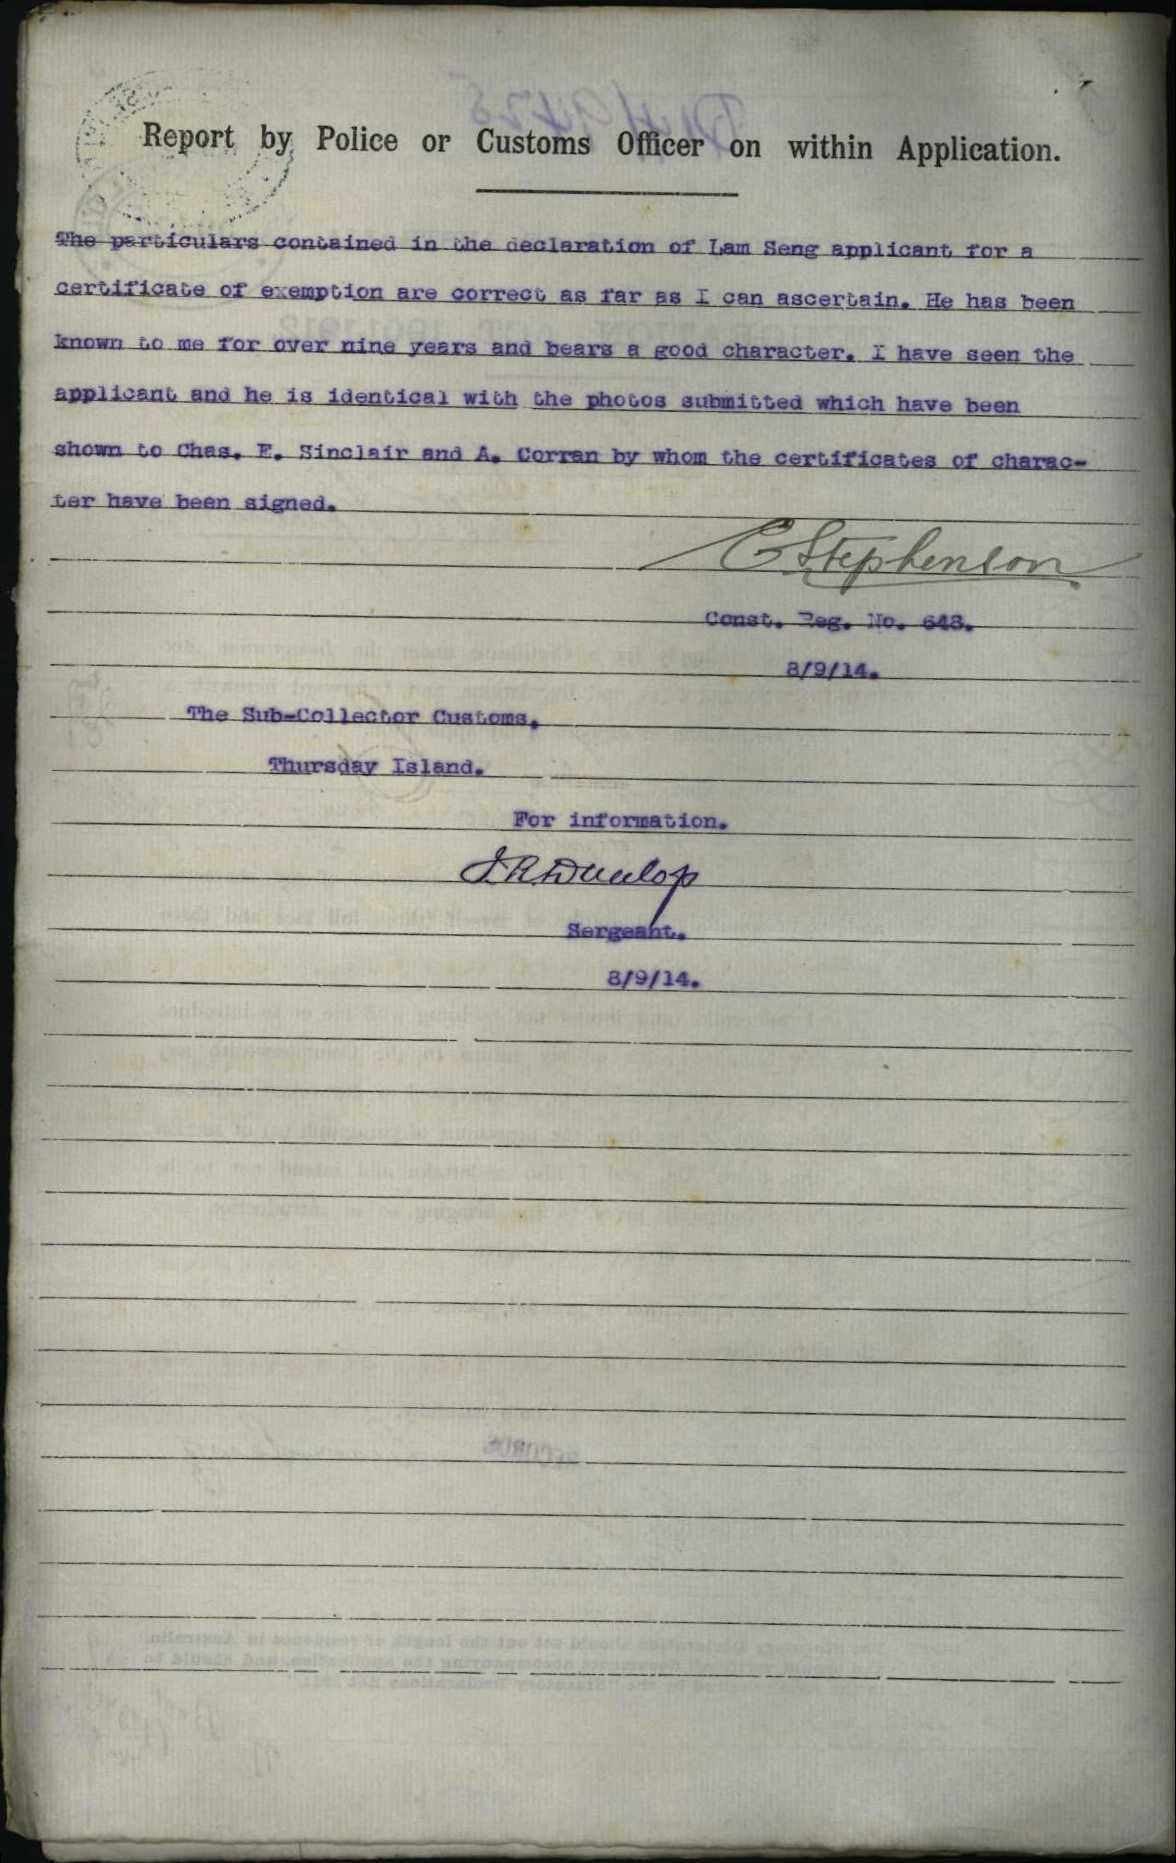 Report by Police or Customs Officer on within Application.
The particulars contained in the declaration of Lam Seng applicant for a
certificate of exemption are correct as far as I can ascertain. He has been
known to me for over nine years and bears a good character. I have seen the
applicant and he is identical with the photos submitted which have been
shown to Chas. E. Sinclair and A. Corran by whom the certificates of charac-
ter have been signed.
E Stephenson
Const. Reg. No. 643.
8/9/14.
The Sub-Collector Customs.
Thursday Island.
For information.
J.R. Dunlop
Sergeant.
8/9/14.